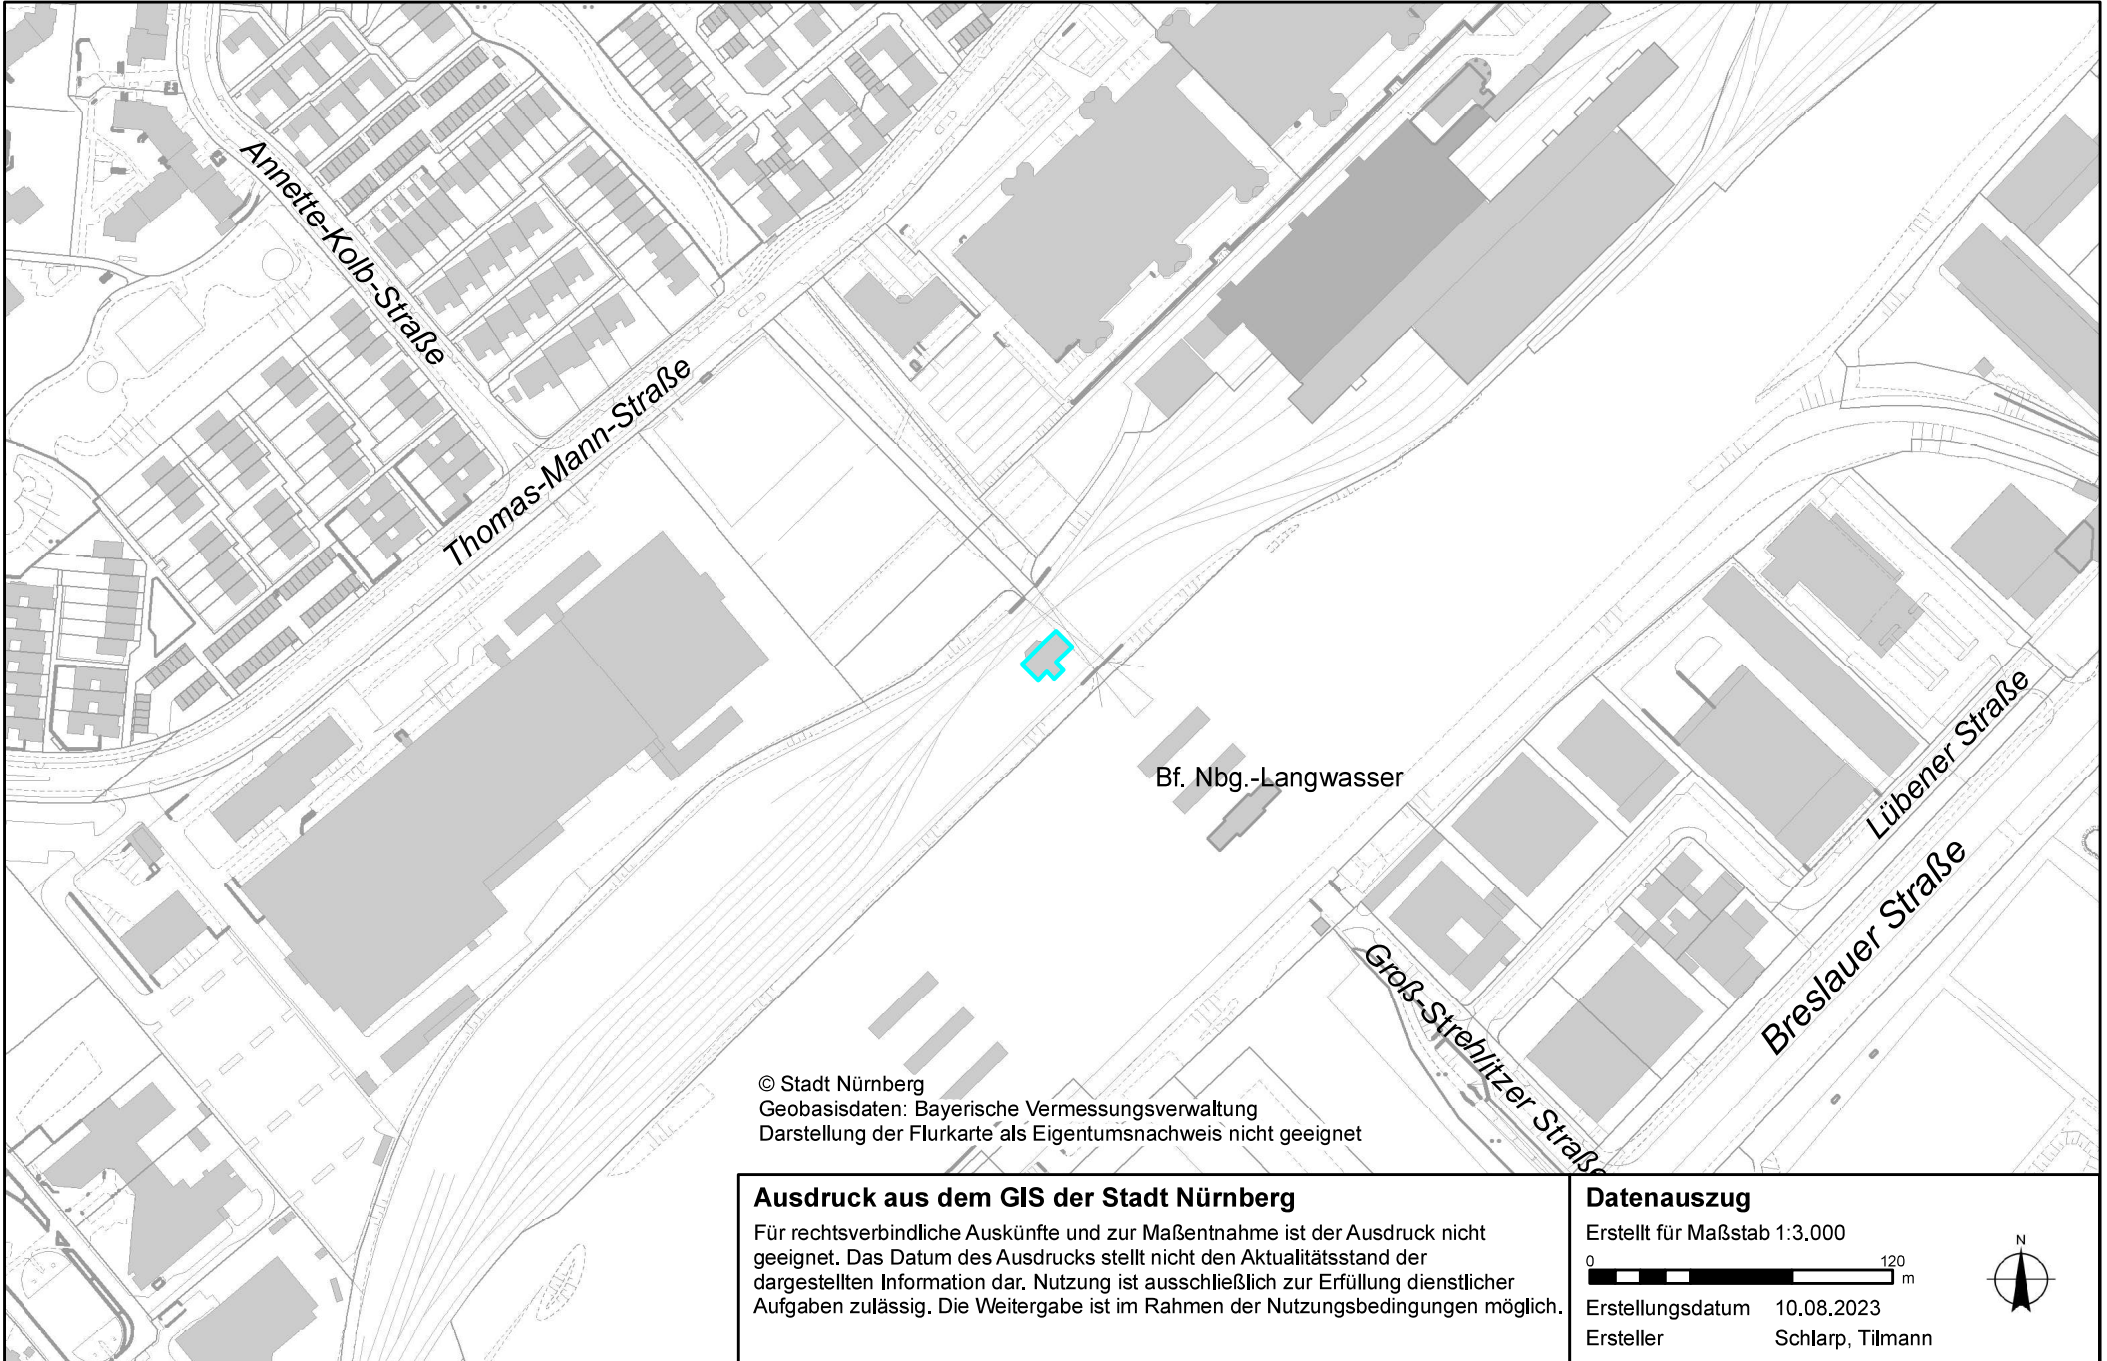 Annette-Kolb-Straße
Thomas-Mann-Straße
Bf. Nbg.-Langwasser
Lübener Straße
Breslauer Straße
Groß-Strehlitzer Straße
© Stadt Nürnberg
Geobasisdaten: Bayerische Vermessungsverwaltung
Darstellung der Flurkarte als Eigentumsnachweis nicht geeignet
Ausdruck aus dem GIS der Stadt Nürnberg
Für rechtsverbindliche Auskünfte und zur Maßentnahme ist der Ausdruck nicht
geeignet. Das Datum des Ausdrucks stellt nicht den Aktualitätsstand der
dargestellten Information dar. Nutzung ist ausschließlich zur Erfüllung dienstlicher
Aufgaben zulässig. Die Weitergabe ist im Rahmen der Nutzungsbedingungen möglich.
Datenauszug
Erstellt für Maßstab 1:3.000
0 120
m
Erstellungsdatum 10.08.2023
Ersteller Schlarp, Tilmann
N